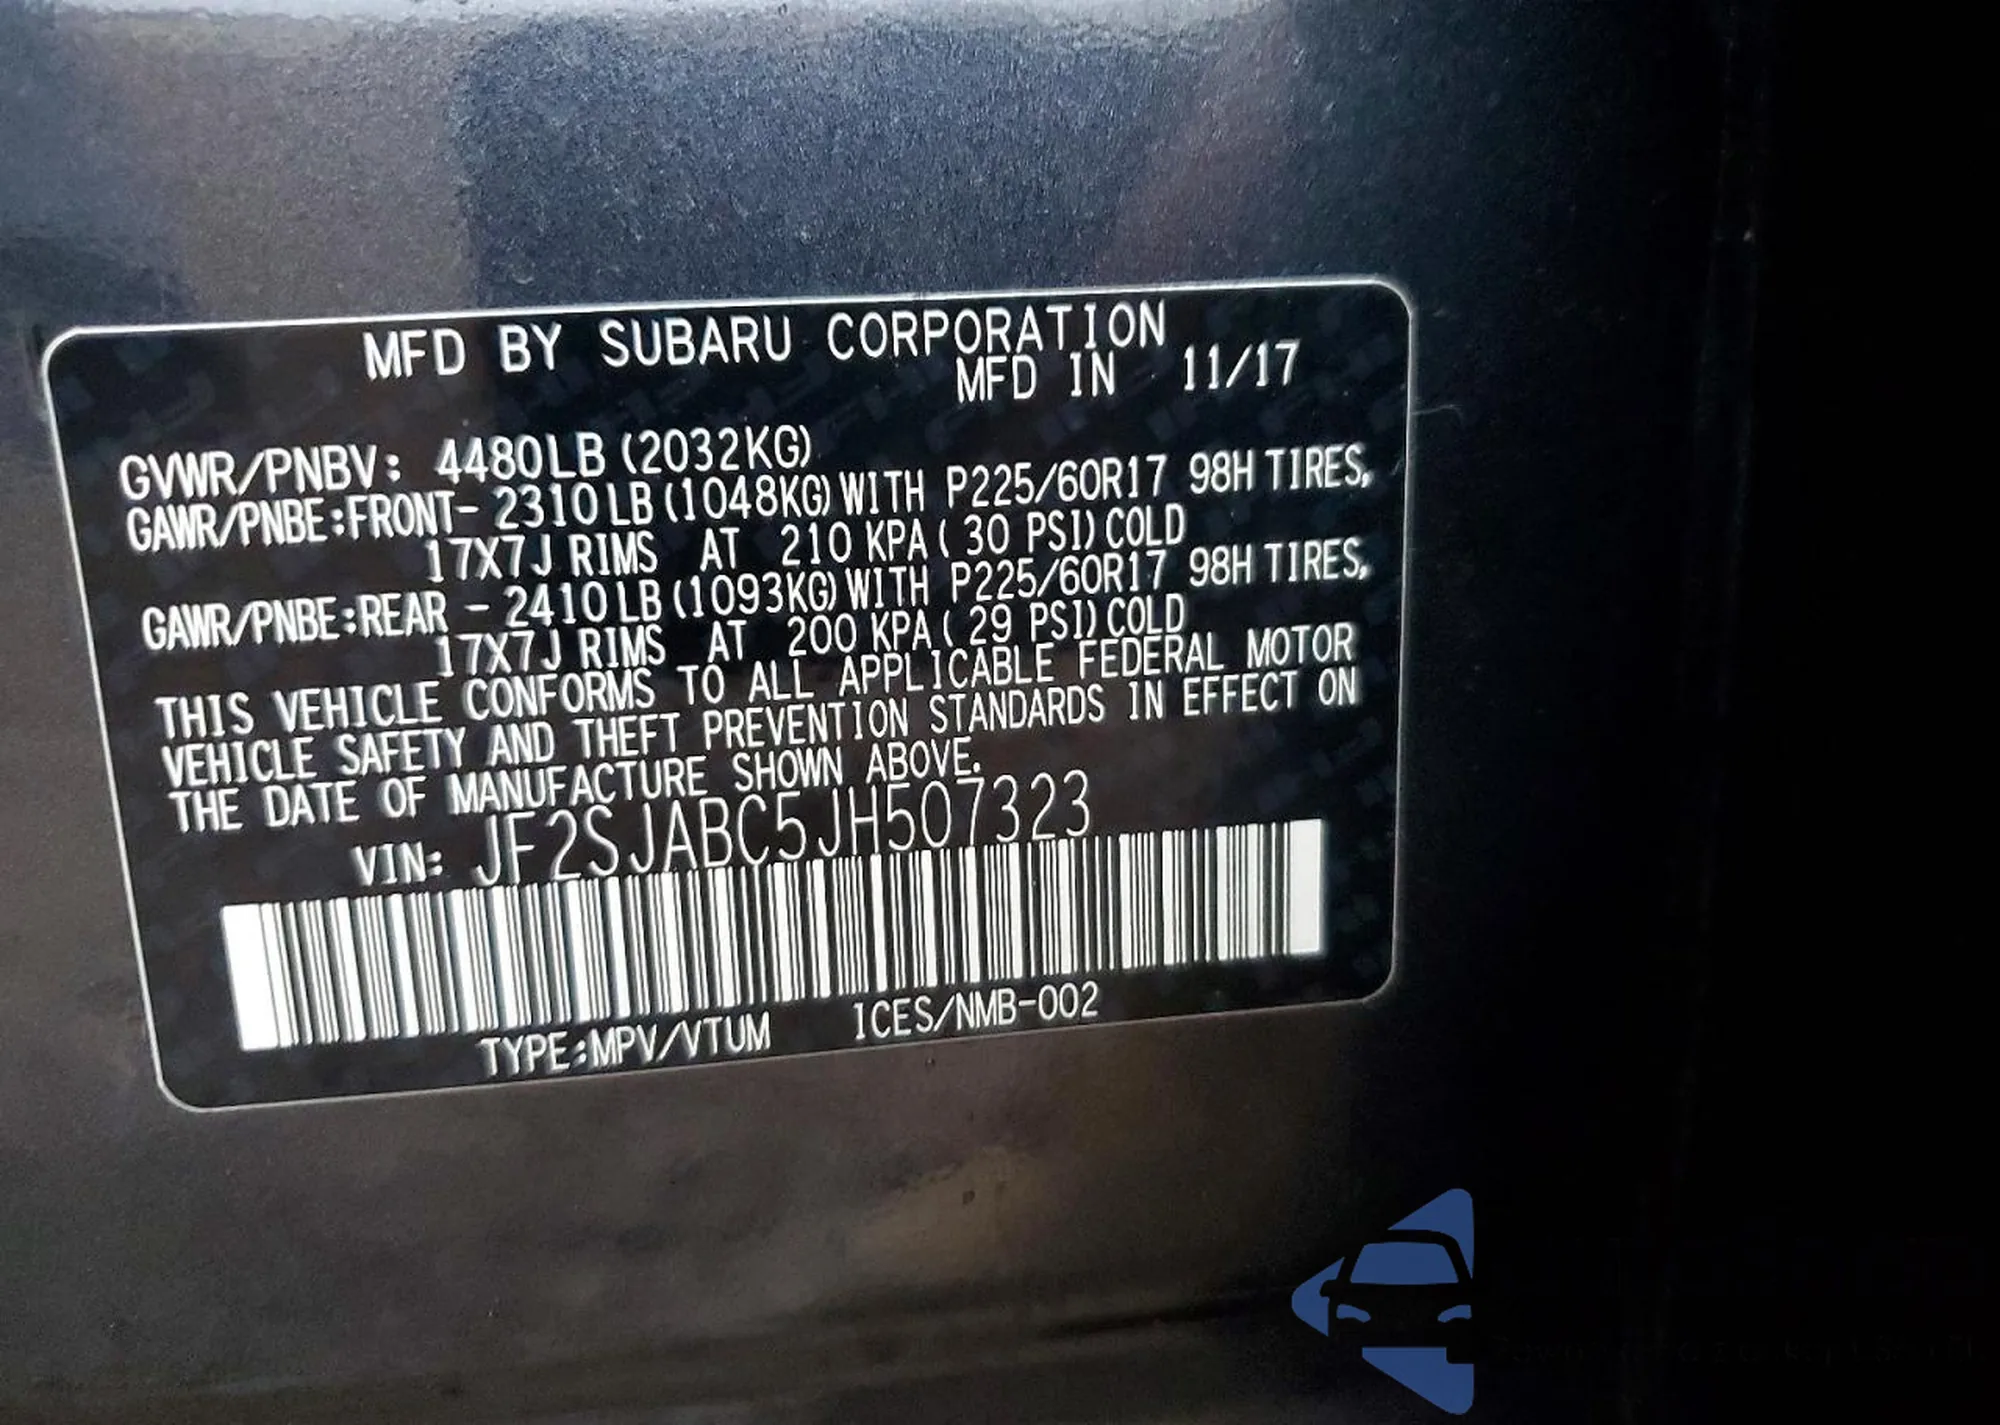 MFD BY SUBARU CORPORATION
MFD IN 11/17
GVWR/PNBV: 4480LB (2032KG)
GAWR/PNBE:FRONT- 2310LB (1048KG) WITH P225/60R17 98H TIRES,
17X7J RIMS AT 210 KPA ( 30 PSI) COLD
GAWR/PNBE:REAR - 2410LB (1093KG) WITH P225/60R17 98H TIRES,
17X7J RIMS AT 200 KPA ( 29 PSI) COLD
THIS VEHICLE CONFORMS TO ALL APPLICABLE FEDERAL MOTOR
VEHICLE SAFETY AND THEFT PREVENTION STANDARDS IN EFFECT ON
THE DATE OF MANUFACTURE SHOWN ABOVE.
VIN: JF2SJABC5JH507323
TYPE:MPV/VTUM ICES/NMB-002